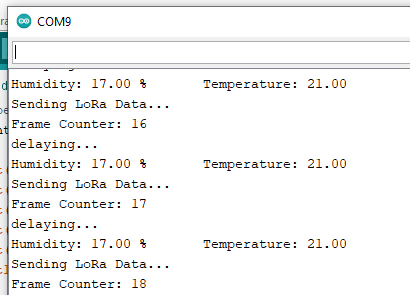 COM9
Humidity: 17.00 %	Temperature: 21.00
Sending LoRa Data...
Frame Counter: 16
delaying...
Humidity: 17.00 %	Temperature: 21.00
Sending LoRa Data...
Frame Counter: 17
delaying...
Humidity: 17.00 %	Temperature: 21.00
Sending LoRa Data...
Frame Counter: 18